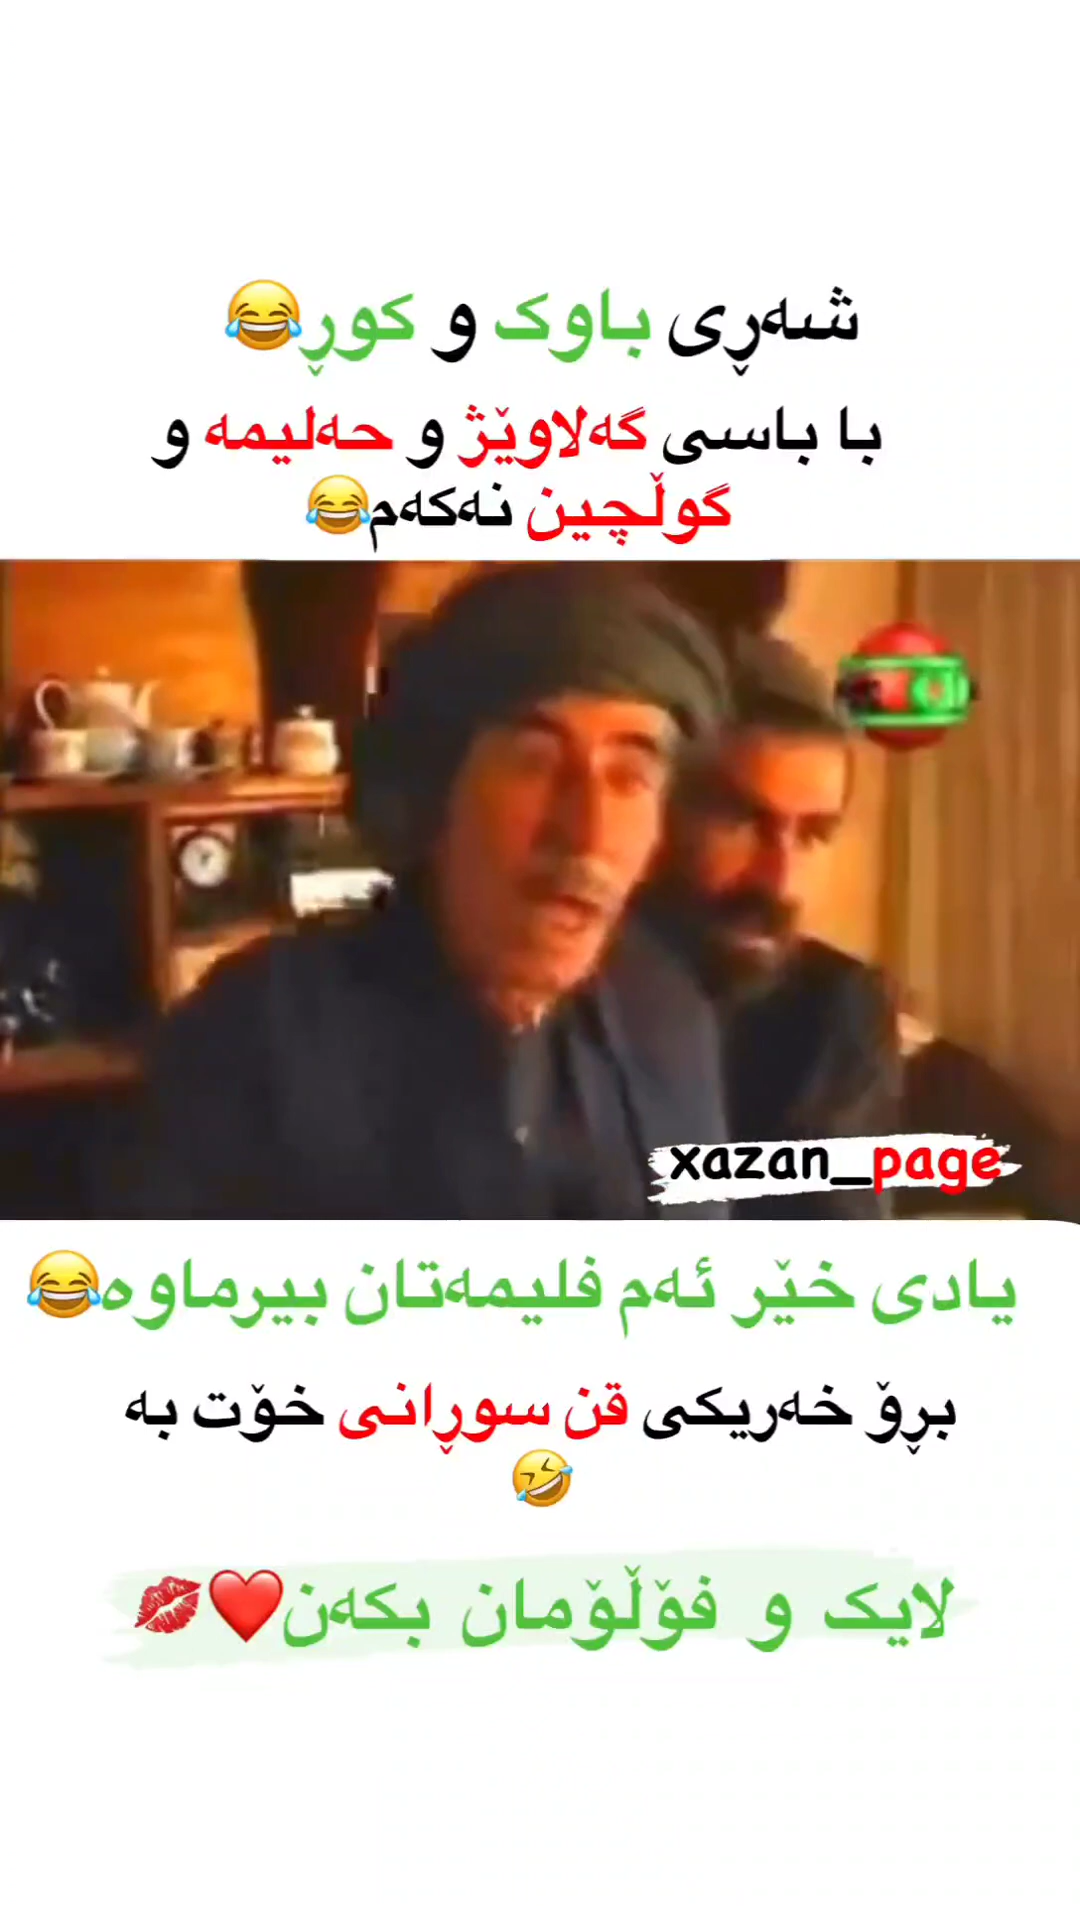 شەڕی باوک و کوڕ😂
با باسی گەلاوێژ و حەلیمە و
گوڵچین نەکەم😂
xazan_page
یادی خێر ئەم فلیمەتان بیرماوە😂
بڕۆ خەریکی قن سوڕانی خۆت بە
🤣
لایک و فۆڵۆمان بکەن❤️💋